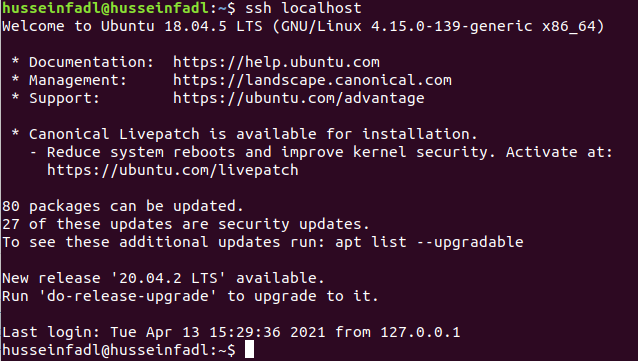 husseinfadl@husseinfadl:~$ ssh localhost
Welcome to Ubuntu 18.04.5 LTS (GNU/Linux 4.15.0-139-generic x86_64)
* Documentation:  https://help.ubuntu.com
* Management:     https://landscape.canonical.com
* Support:        https://ubuntu.com/advantage
* Canonical Livepatch is available for installation.
- Reduce system reboots and improve kernel security. Activate at:
https://ubuntu.com/livepatch
80 packages can be updated.
27 of these updates are security updates.
To see these additional updates run: apt list --upgradable
New release '20.04.2 LTS' available.
Run 'do-release-upgrade' to upgrade to it.
Last login: Tue Apr 13 15:29:36 2021 from 127.0.0.1
husseinfadl@husseinfadl:~$